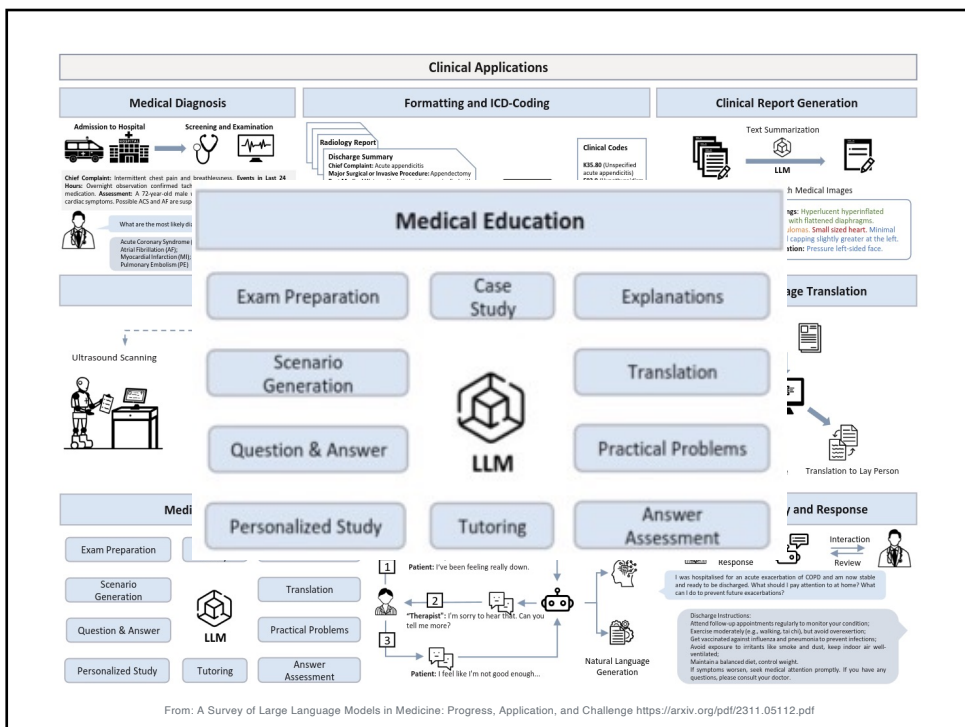 Clinical Applications
Medical Diagnosis
Formatting and ICD-Coding
Clinical Report Generation
Admission to Hospital
Screening and Examination
HOSPITAL
Radiology Report
Discharge Summary
Chief Complaint: Acute appendicitis
Major Surgical or Invasive Procedure: Appendectomy
Clinical Codes
K35.80 (Unspecified
acute appendicitis)
Text Summarization
LLM
Chief Complaint: Intermittent chest pain and breathlessness. Events in Last 24
Hours: Overnight observation confirmed tach
medication. Assessment: A 72-year-old male
cardiac symptoms. Possible ACS and AF are susp
What are the most likely dia
Acute Coronary Syndrome (
Atrial Fibrillation (AF);
Myocardial Infarction (MI);
Pulmonary Embolism (PE)
h Medical Images
ngs: Hyperlucent hyperinflated
with flattened diaphragms.
ulomas. Small sized heart. Minimal
l capping slightly greater at the left.
ation: Pressure left-sided face.
Medical Education
Exam Preparation
Case
Study
Explanations
Scenario
Generation
Translation
Question & Answer
LLM
Practical Problems
Personalized Study
Tutoring
Answer
Assessment
age Translation
Ultrasound Scanning
Translation to Lay Person
Medi
y and Response
Exam Preparation
Scenario
Generation
Translation
Question & Answer
LLM
Practical Problems
Personalized Study
Tutoring
Answer
Assessment
1
Patient: I've been feeling really down.
2
"Therapist": I'm sorry to hear that. Can you
tell me more?
3
Patient: I feel like I'm not good enough...
Natural Language
Generation
Response
Interaction
Review
I was hospitalised for an acute exacerbation of COPD and am now stable
and ready to be discharged. What should I pay attention to at home? What
can I do to prevent future exacerbations?
Discharge Instructions:
Attend follow-up appointments regularly to monitor your condition;
Exercise moderately (e.g., walking, tai chi), but avoid overexertion;
Get vaccinated against influenza and pneumonia to prevent infections;
Avoid exposure to irritants like smoke and dust, keep indoor air well-
ventilated;
Maintain a balanced diet, control weight.
If symptoms worsen, seek medical attention promptly. If you have any
questions, please consult your doctor.
From: A Survey of Large Language Models in Medicine: Progress, Application, and Challenge https://arxiv.org/pdf/2311.05112.pdf